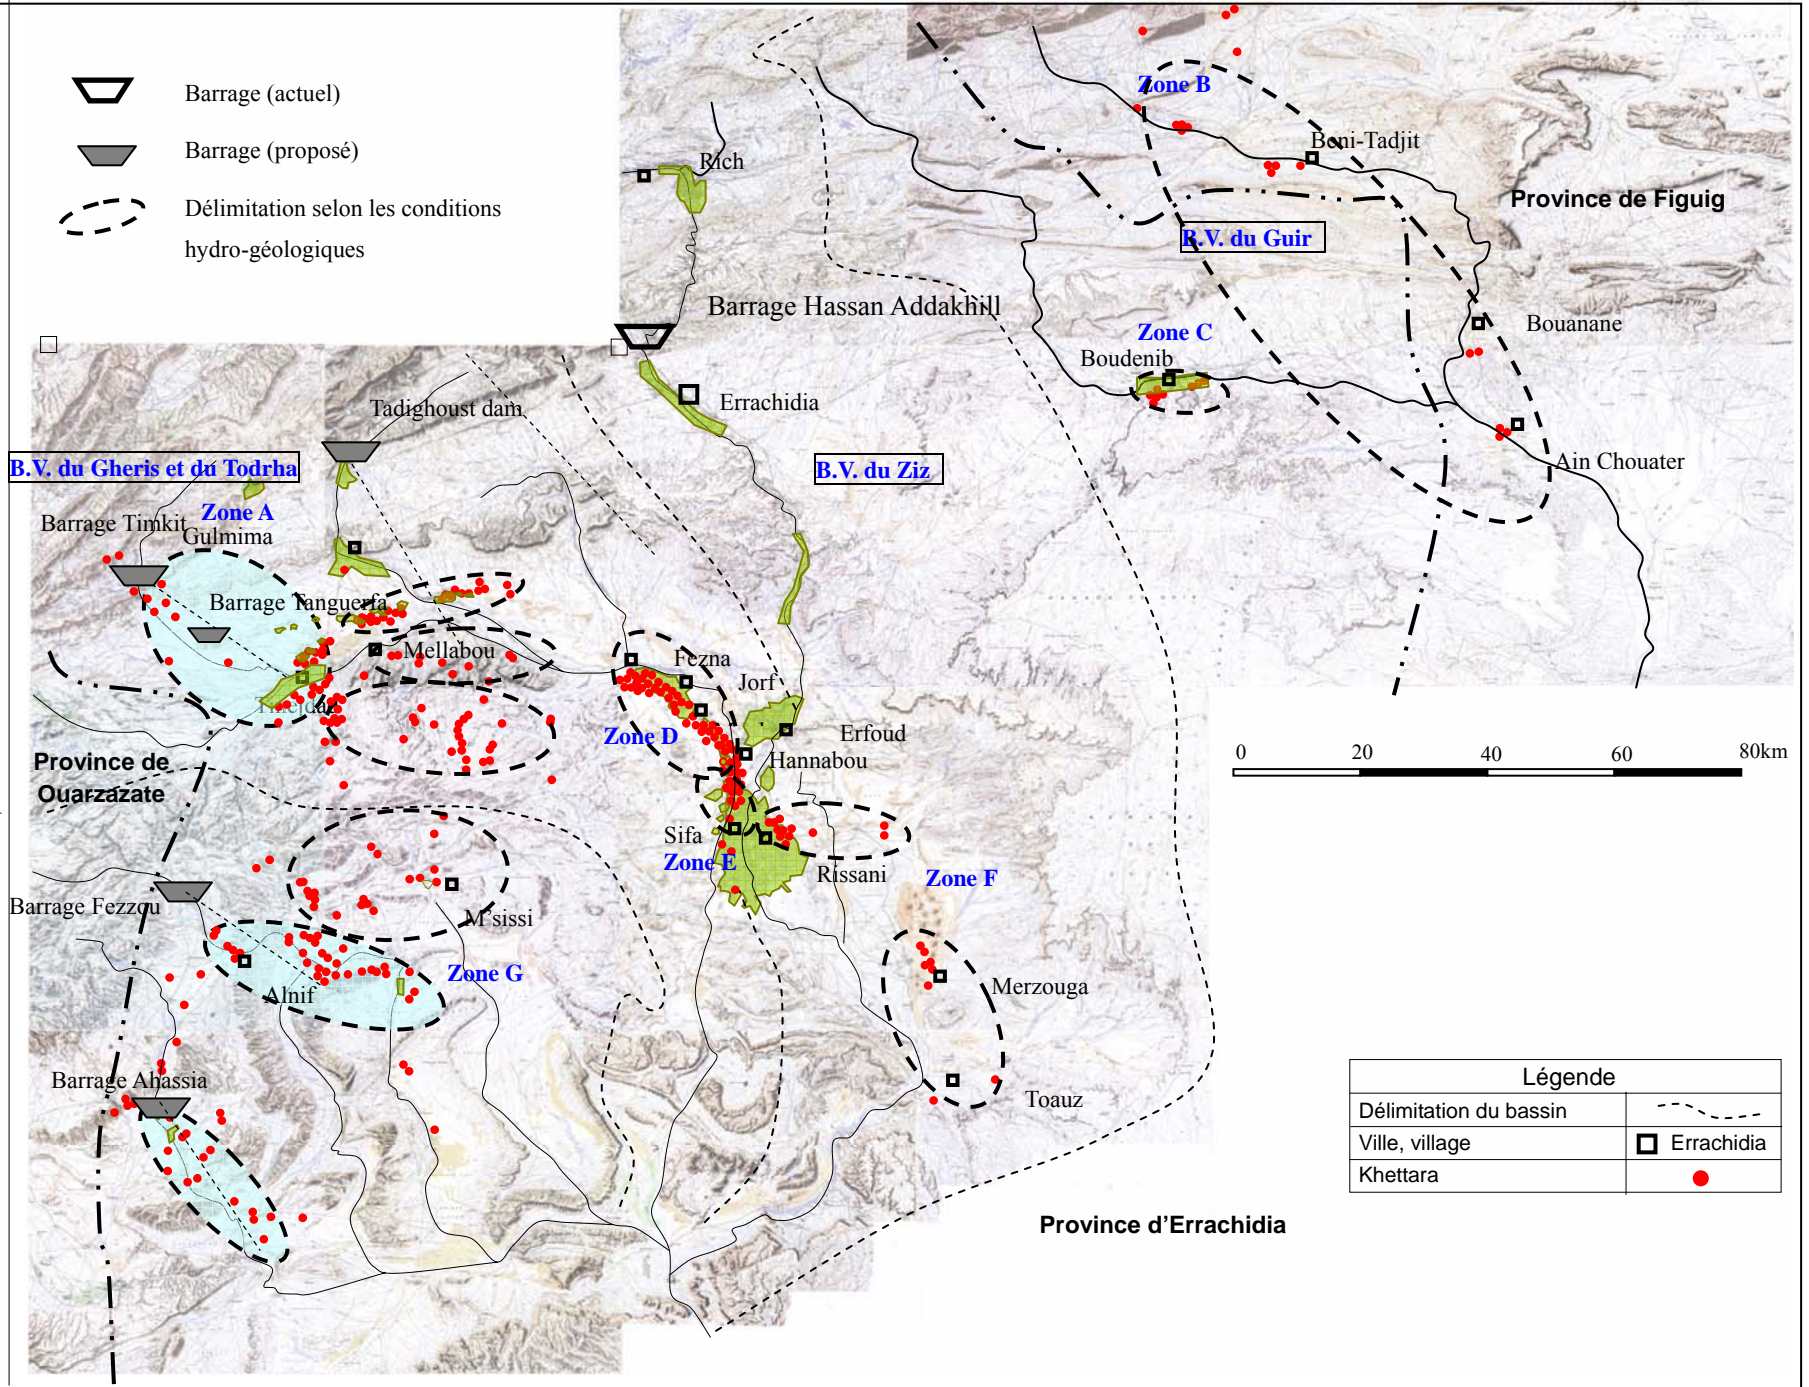 Barrage (actuel)
Barrage (proposé)
Délimitation selon les conditions
hydro-géologiques
Zone B
Beni-Tadjit
Rich
Province de Figuig
B.V. du Guir
Barrage Hassan Addakhill
Zone C
Boudenib
Bouanane
Errachidia
Tadighoust dam
Ain Chouater
B.V. du Gheris et du Todrha
B.V. du Ziz
Zone A
Barrage Timkit
Gulmima
Barrage Tanguerfa
Mellabou
Fezna
Jorf
Zone D
Erfoud
Hannabou
Province de
Ouarzazate
0 20 40 60 80km
Sifa
Zone E
Rissani
Zone F
Barrage Fezzou
M'sissi
Zone G
Alnif
Merzouga
Barrage Ahassia
Toauz
Légende
Délimitation du bassin
Ville, village Errachidia
Khettara
Province d'Errachidia